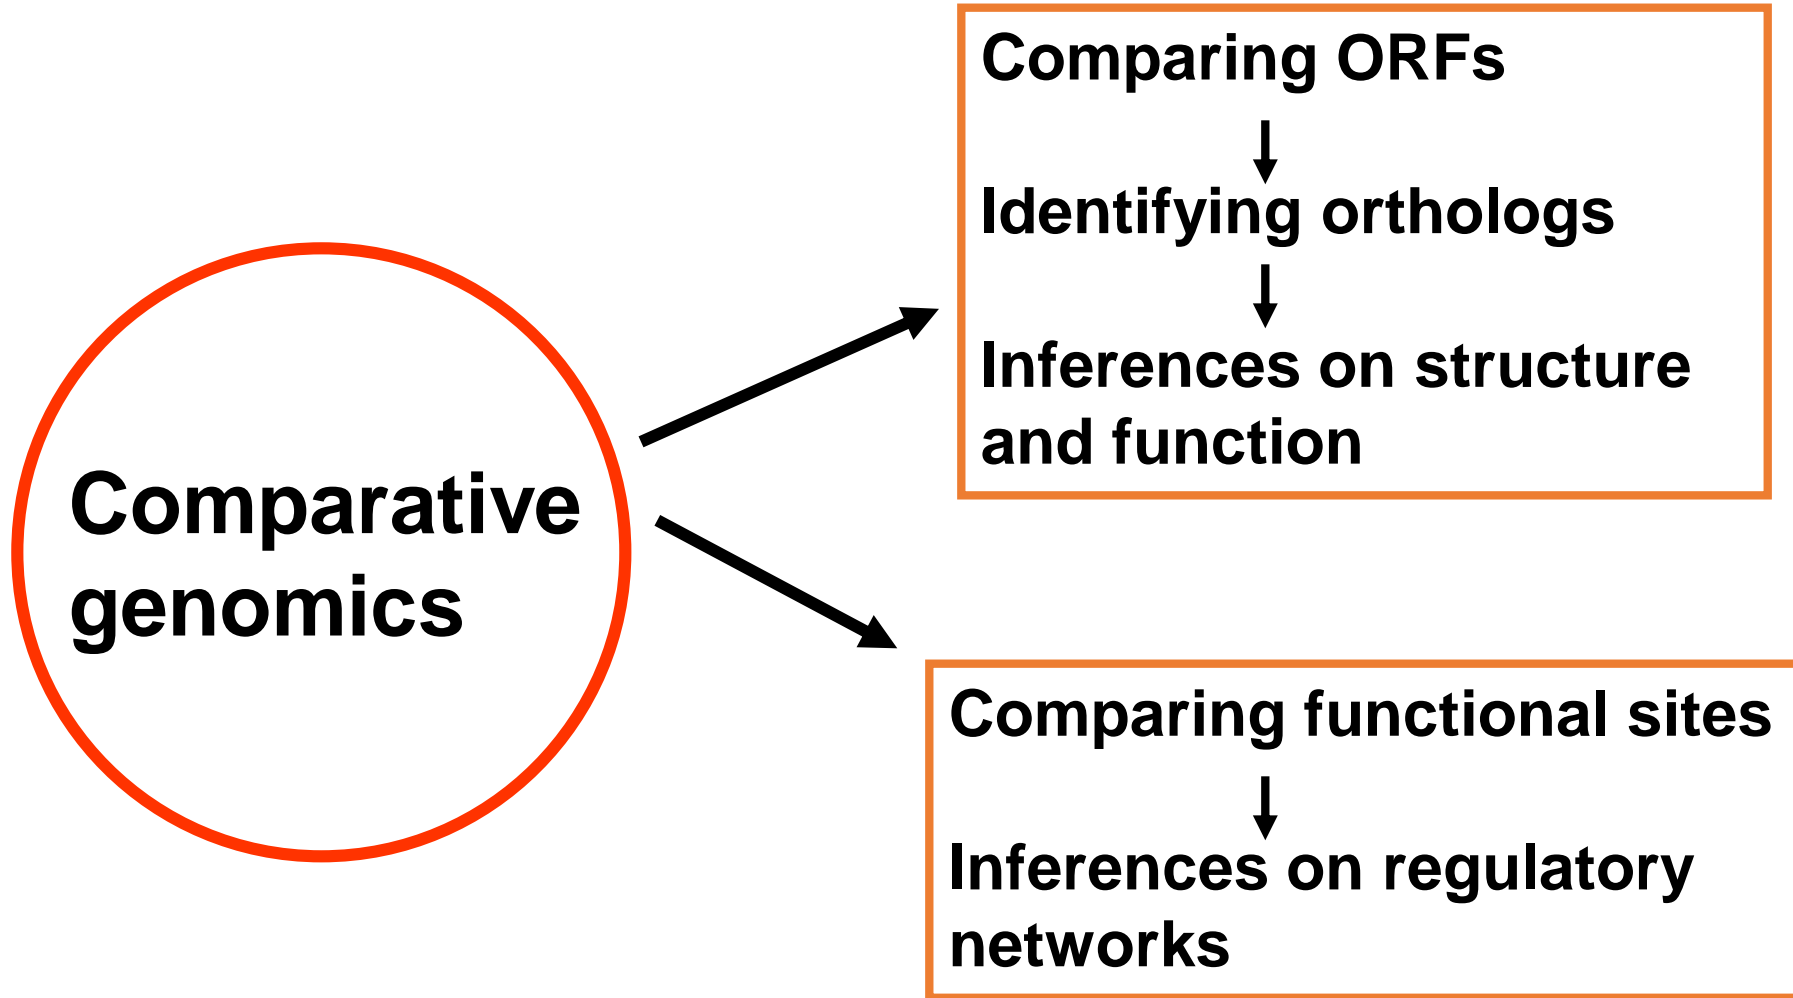 Comparative
genomics
Comparing ORFs
Identifying orthologs
Inferences on structure
and function
Comparing functional sites
Inferences on regulatory
networks